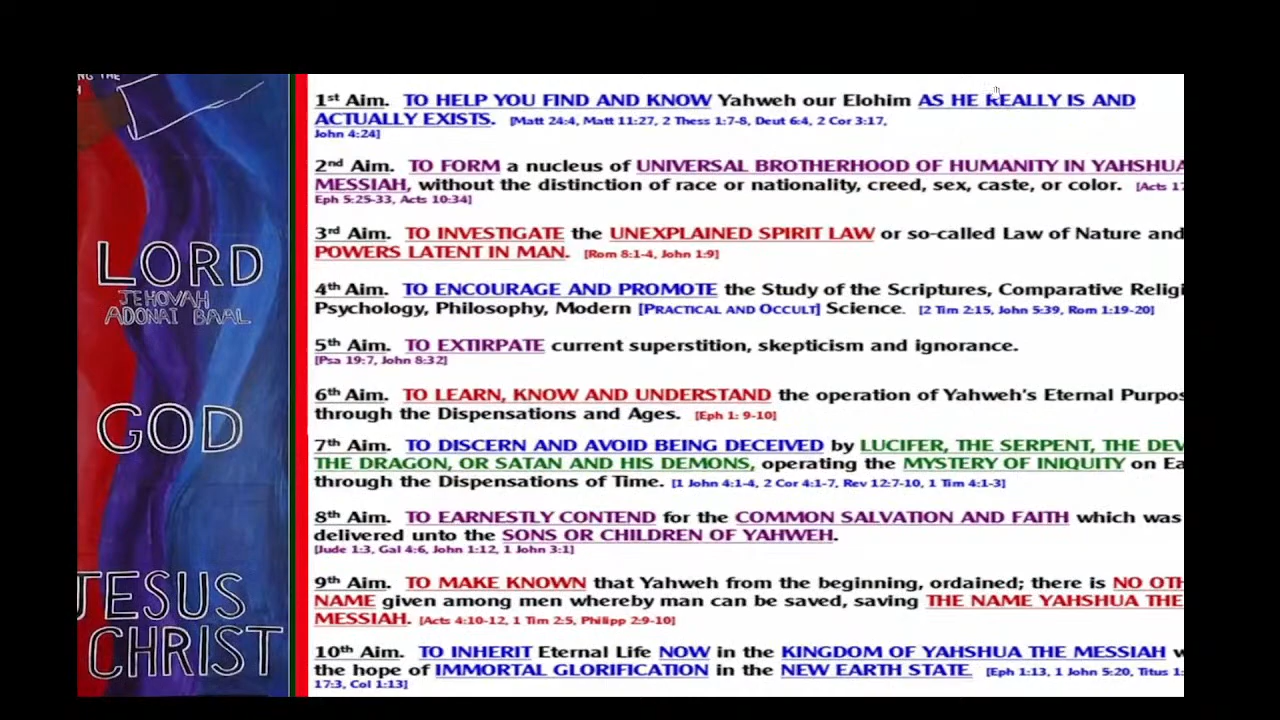 NG THE
H
LORD
JEHOVAH
ADONAI BAAL
GOD
JESUS
CHRIST
1st Aim. TO HELP YOU FIND AND KNOW Yahweh our Elohim AS HE REALLY IS AND
ACTUALLY EXISTS. [Matt 24:4, Matt 11:27, 2 Thess 1:7-8, Deut 6:4, 2 Cor 3:17,
John 4:24]
2nd Aim. TO FORM a nucleus of UNIVERSAL BROTHERHOOD OF HUMANITY IN YAHSHUA
MESSIAH, without the distinction of race or nationality, creed, sex, caste, or color. [Acts 17
Eph 5:25-33, Acts 10:34]
3rd Aim. TO INVESTIGATE the UNEXPLAINED SPIRIT LAW or so-called Law of Nature and
POWERS LATENT IN MAN. [Rom 8:1-4, John 1:9]
4th Aim. TO ENCOURAGE AND PROMOTE the Study of the Scriptures, Comparative Religi
Psychology, Philosophy, Modern [PRACTICAL AND OCCULT] Science. [2 Tim 2:15, John 5:39, Rom 1:19-20]
5th Aim. TO EXTIRPATE current superstition, skepticism and ignorance.
[Psa 19:7, John 8:32]
6th Aim. TO LEARN, KNOW AND UNDERSTAND the operation of Yahweh's Eternal Purpos
through the Dispensations and Ages. [Eph 1: 9-10]
7th Aim. TO DISCERN AND AVOID BEING DECEIVED by LUCIFER, THE SERPENT, THE DEV
THE DRAGON, OR SATAN AND HIS DEMONS, operating the MYSTERY OF INIQUITY on Ea
through the Dispensations of Time. [1 John 4:1-4, 2 Cor 4:1-7, Rev 12:7-10, 1 Tim 4:1-3]
8th Aim. TO EARNESTLY CONTEND for the COMMON SALVATION AND FAITH which was
delivered unto the SONS OR CHILDREN OF YAHWEH.
[Jude 1:3, Gal 4:6, John 1:12, 1 John 3:1]
9th Aim. TO MAKE KNOWN that Yahweh from the beginning, ordained; there is NO OTH
NAME given among men whereby man can be saved, saving THE NAME YAHSHUA THE
MESSIAH. [Acts 4:10-12, 1 Tim 2:5, Philipp 2:9-10]
10th Aim. TO INHERIT Eternal Life NOW in the KINGDOM OF YAHSHUA THE MESSIAH w
the hope of IMMORTAL GLORIFICATION in the NEW EARTH STATE [Eph 1:13, 1 John 5:20, Titus 1:
17:3, Col 1:13]